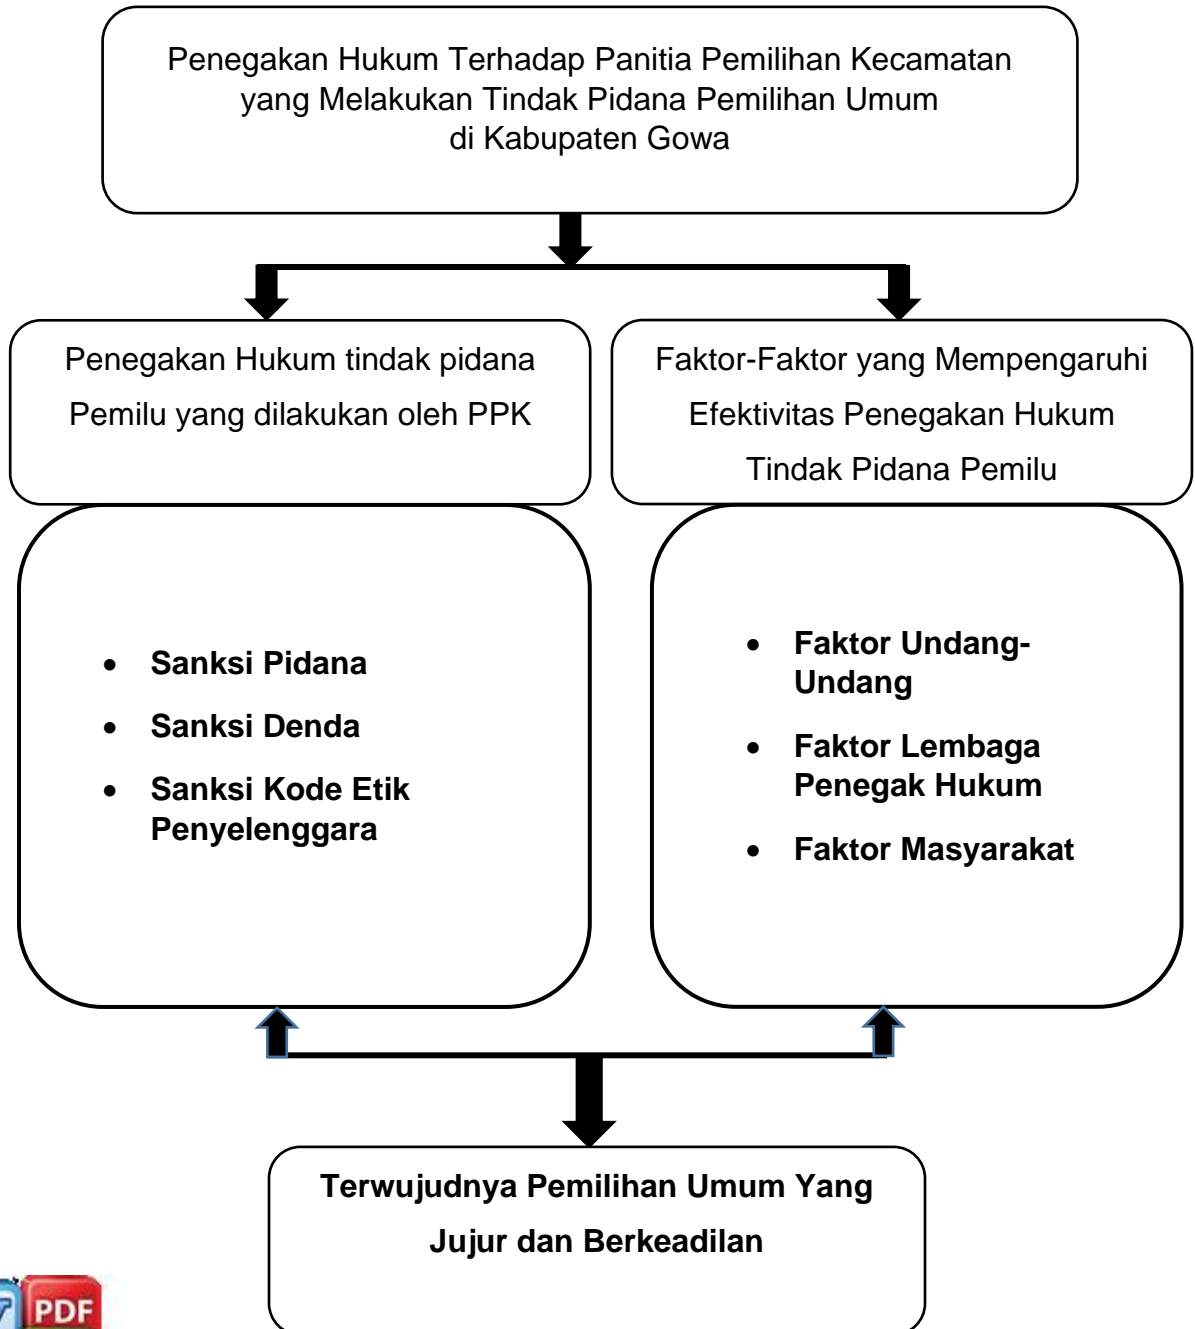 Penegakan Hukum Terhadap Panitia Pemilihan Kecamatan
yang Melakukan Tindak Pidana Pemilihan Umum
di Kabupaten Gowa
Penegakan Hukum tindak pidana
Pemilu yang dilakukan oleh PPK
Faktor-Faktor yang Mempengaruhi
Efektivitas Penegakan Hukum
Tindak Pidana Pemilu
• Sanksi Pidana
• Sanksi Denda
• Sanksi Kode Etik
Penyelenggara
• Faktor Undang-
Undang
• Faktor Lembaga
Penegak Hukum
• Faktor Masyarakat
Terwujudnya Pemilihan Umum Yang
Jujur dan Berkeadilan
PDF